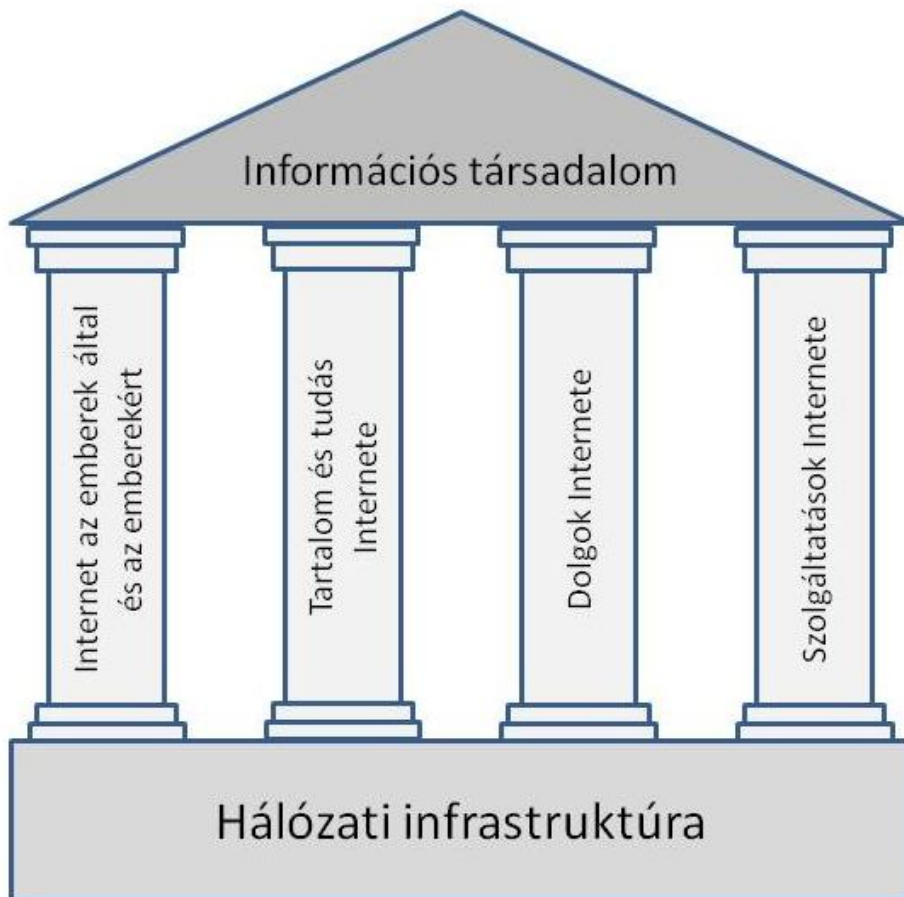 Információs társadalom
Internet az emberek által
és az emberekért
Tartalom és tudás
Internete
Dolgok Internete
Szolgáltatások Internete
Hálózati infrastruktúra